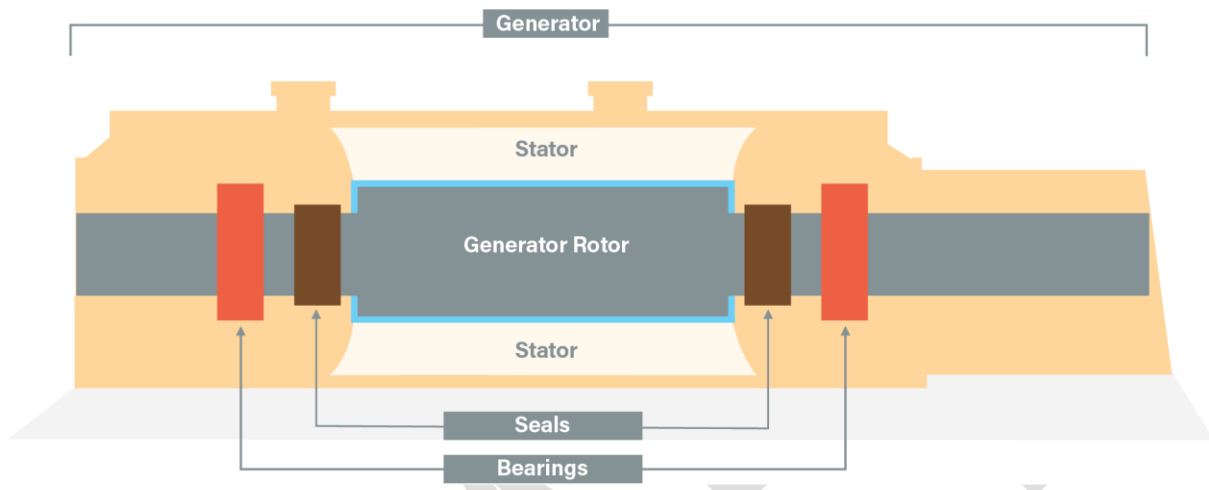 Generator
Stator
Generator Rotor
Stator
Seals
Bearings